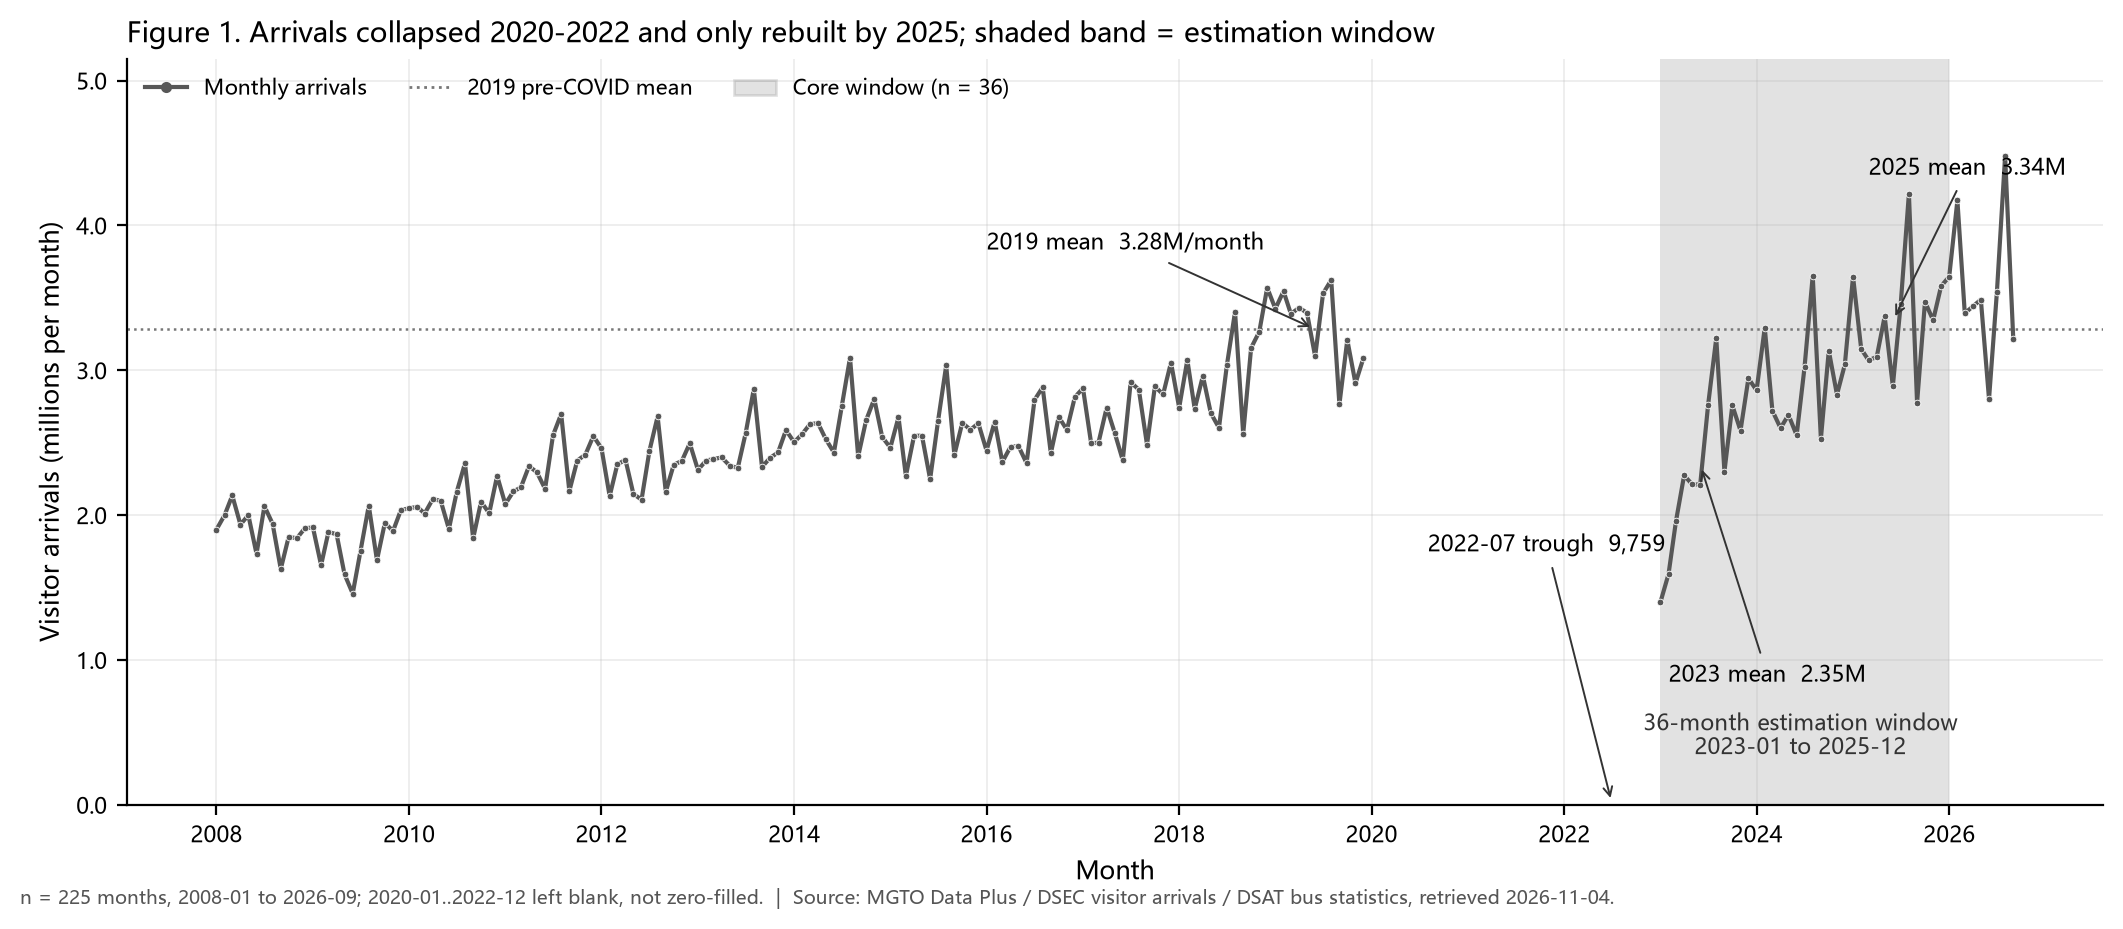 Figure 1. Arrivals collapsed 2020-2022 and only rebuilt by 2025; shaded band = estimation window
Monthly arrivals
2019 pre-COVID mean
Core window (n = 36)
Visitor arrivals (millions per month)
5.0
4.0
3.0
2.0
1.0
0.0
2025 mean 3.34M
2019 mean 3.28M/month
2022-07 trough 9,759
2023 mean 2.35M
36-month estimation window
2023-01 to 2025-12
2008 2010 2012 2014 2016 2018 2020 2022 2024 2026
Month
n = 225 months, 2008-01 to 2026-09; 2020-01..2022-12 left blank, not zero-filled. | Source: MGTO Data Plus / DSEC visitor arrivals / DSAT bus statistics, retrieved 2026-11-04.